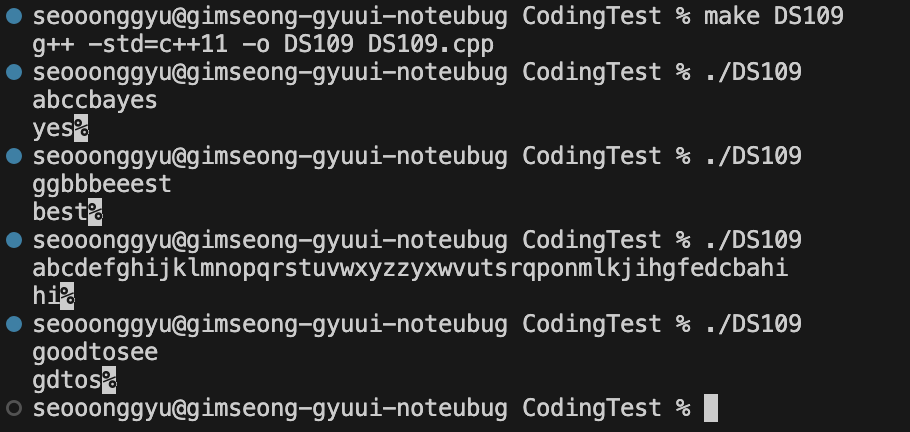 seooonggyu@gimseong-gyuui-noteubug CodingTest % make DS109
g++ -std=c++11 -o DS109 DS109.cpp
seooonggyu@gimseong-gyuui-noteubug CodingTest % ./DS109
abccbayes
yes%
seooonggyu@gimseong-gyuui-noteubug CodingTest % ./DS109
ggbbbeeest
best%
seooonggyu@gimseong-gyuui-noteubug CodingTest % ./DS109
abcdefghijklmnopqrstuvwxyzzyxwvutsrqponmlkjihgfedcbahi
hi%
seooonggyu@gimseong-gyuui-noteubug CodingTest % ./DS109
goodtosee
gdtos%
seooonggyu@gimseong-gyuui-noteubug CodingTest %